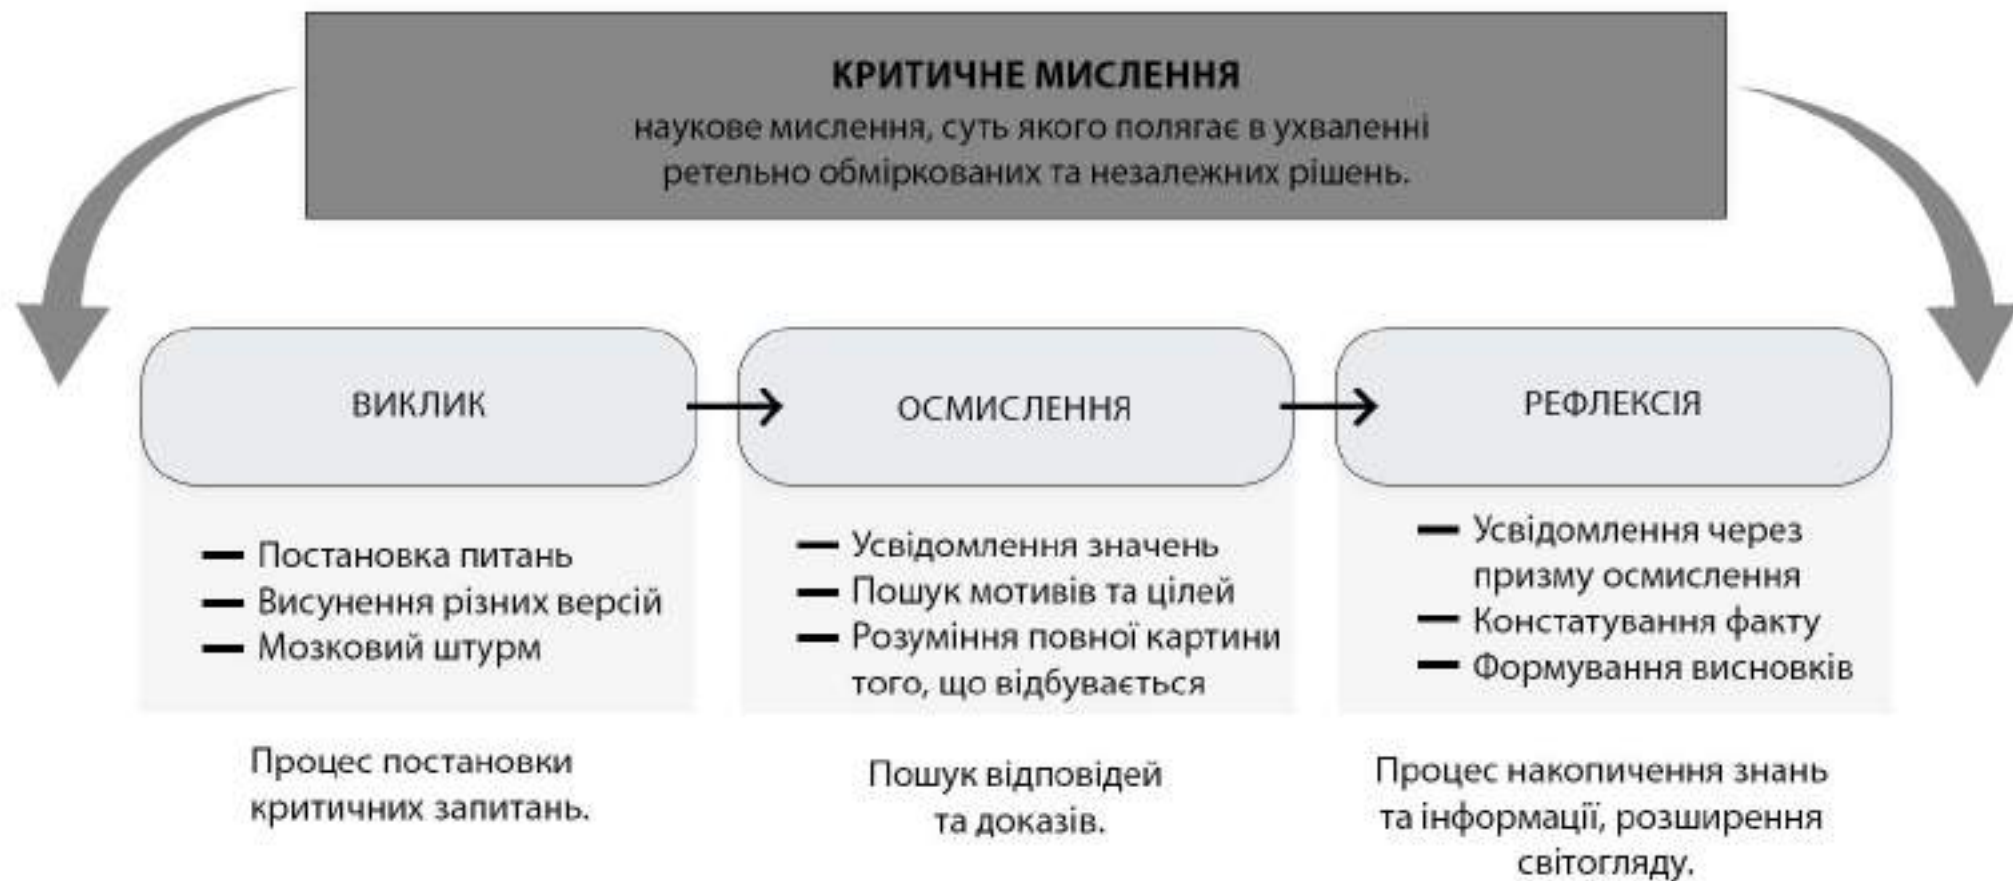 КРИТИЧНЕ МИСЛЕННЯ
наукове мислення, суть якого полягає в ухваленні
ретельно обміркованих та незалежних рішень.
ВИКЛИК
— Постановка питань
— Висунення різних версій
— Мозковий штурм
Процес постановки
критичних запитань.
ОСМИСЛЕННЯ
— Усвідомлення значень
— Пошук мотивів та цілей
— Розуміння повної картини
того, що відбувається
Пошук відповідей
та доказів.
РЕФЛЕКСІЯ
— Усвідомлення через
призму осмислення
— Констатування факту
— Формування висновків
Процес накопичення знань
та інформації, розширення
світогляду.